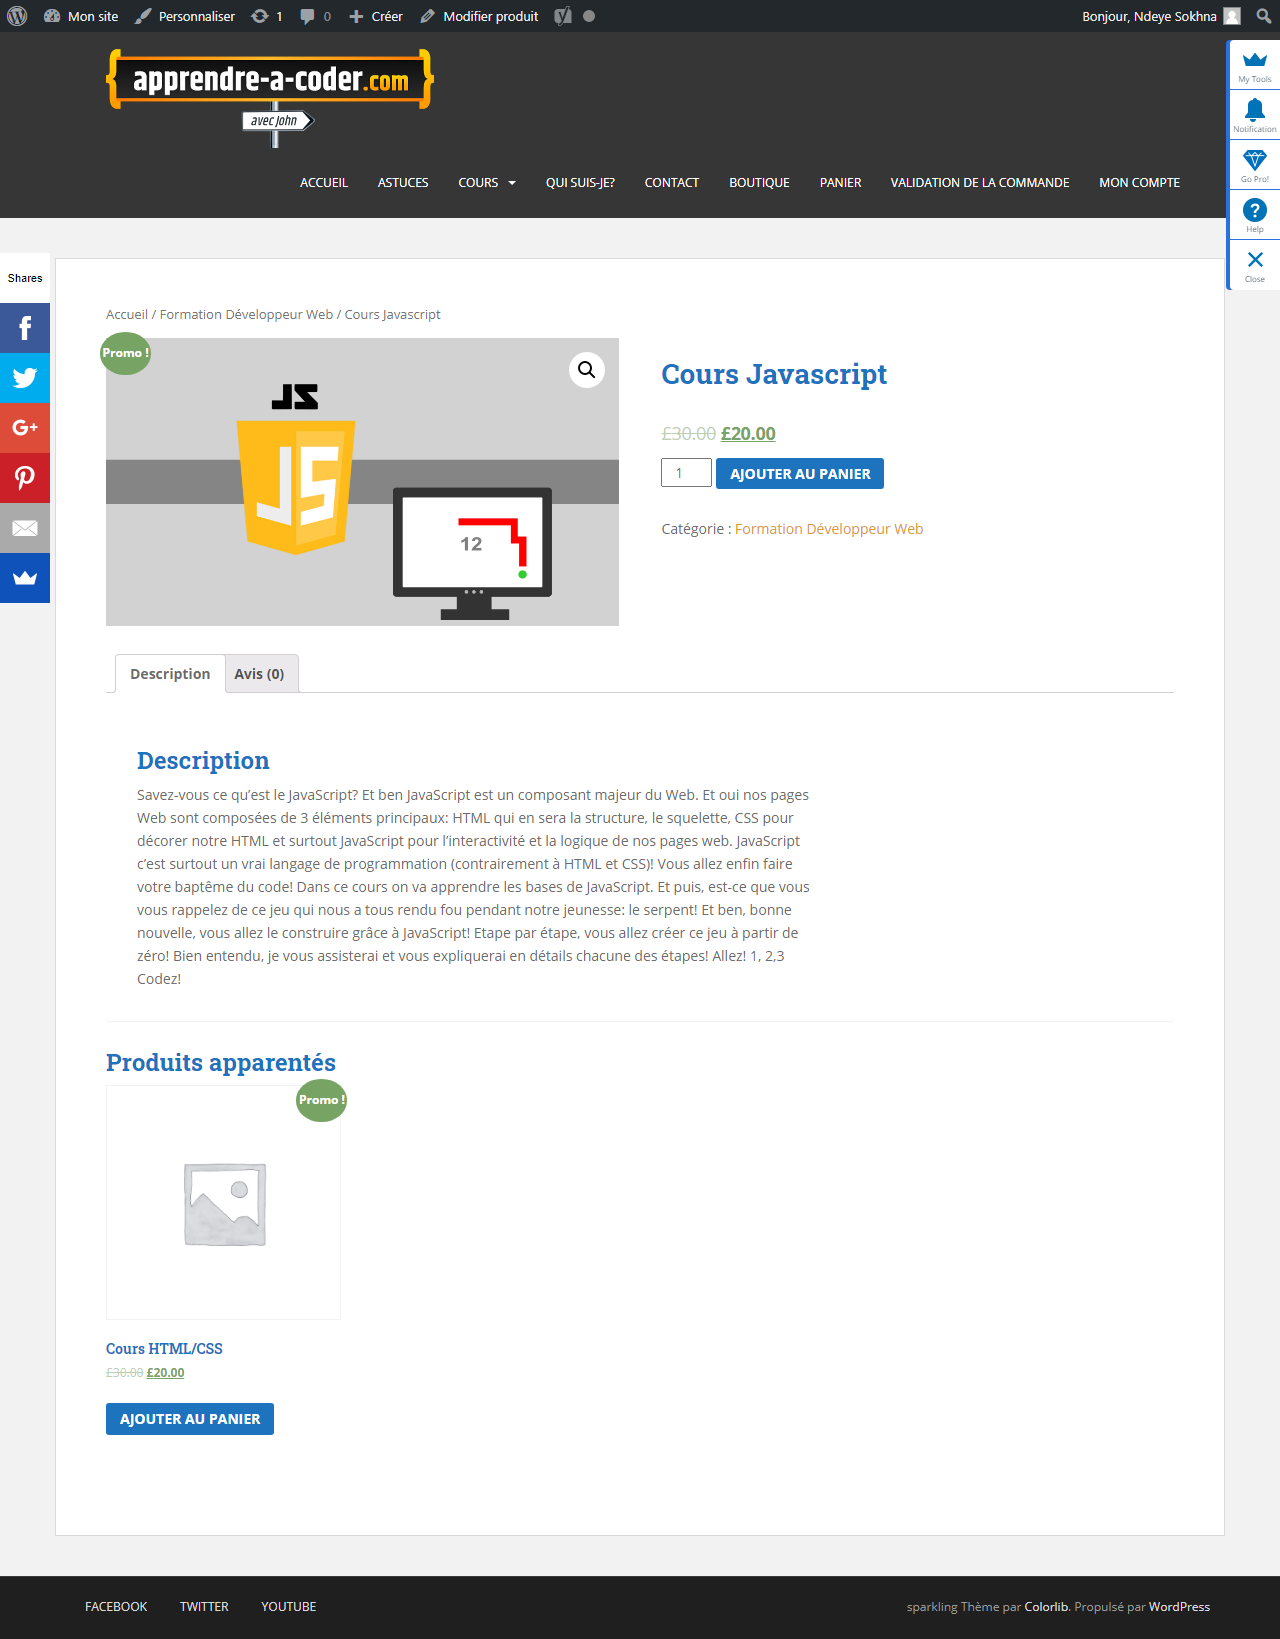 Mon site Personnaliser 1 0 Créer Modifier produit Bonjour, Ndeye Sokhna
apprendre-a-coder.com
avec John
ACCUEIL ASTUCES COURS QUI SUIS-JE? CONTACT BOUTIQUE PANIER VALIDATION DE LA COMMANDE MON COMPTE
My Tools
Notification
Go Pro!
Help
Close
Shares
Accueil / Formation Développeur Web / Cours Javascript
Promo !
JS
JS
12
Cours Javascript
£30.00 £20.00
1 AJOUTER AU PANIER
Catégorie : Formation Développeur Web
Description Avis (0)
Description
Savez-vous ce qu’est le JavaScript? Et ben JavaScript est un composant majeur du Web. Et oui nos pages
Web sont composées de 3 éléments principaux: HTML qui en sera la structure, le squelette, CSS pour
décorer notre HTML et surtout JavaScript pour l’interactivité et la logique de nos pages web. JavaScript
c’est surtout un vrai langage de programmation (contrairement à HTML et CSS)! Vous allez enfin faire
votre baptême du code! Dans ce cours on va apprendre les bases de JavaScript. Et puis, est-ce que vous
vous rappelez de ce jeu qui nous a tous rendu fou pendant notre jeunesse: le serpent! Et ben, bonne
nouvelle, vous allez le construire grâce à JavaScript! Etape par étape, vous allez créer ce jeu à partir de
zéro! Bien entendu, je vous assisterai et vous expliquerai en détails chacune des étapes! Allez! 1, 2,3
Codez!
Produits apparentés
Promo !
Cours HTML/CSS
£30.00 £20.00
AJOUTER AU PANIER
FACEBOOK TWITTER YOUTUBE sparkling Thème par Colorlib. Propulsé par WordPress